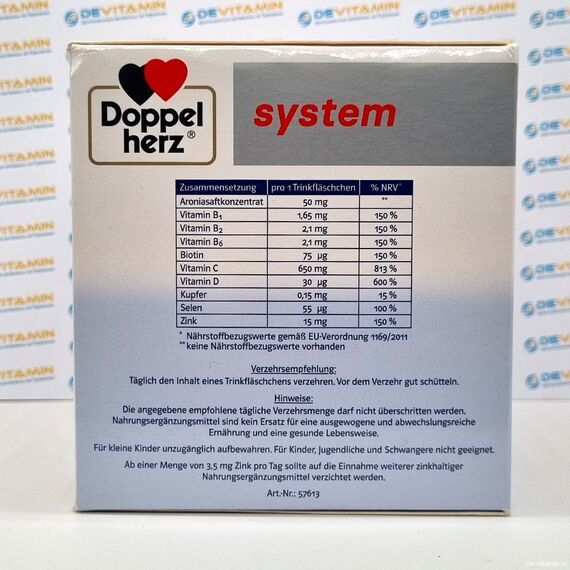 DEVITAMIN
Doppel
herz®
system
Zusammensetzung pro 1 Trinkfläschchen % NRV*
Aroniasaftkonzentrat 50 mg **
Vitamin B1 1,65 mg 150 %
Vitamin B2 2,1 mg 150 %
Vitamin B6 2,1 mg 150 %
Biotin 75 µg 150 %
Vitamin C 650 mg 813 %
Vitamin D 30 µg 600 %
Kupfer 0,15 mg 15 %
Selen 55 µg 100 %
Zink 15 mg 150 %
* Nährstoffbezugswerte gemäß EU-Verordnung 1169/2011
** keine Nährstoffbezugswerte vorhanden
Verzehrsempfehlung:
Täglich den Inhalt eines Trinkfläschchens verzehren. Vor dem Verzehr gut schütteln.
Hinweise:
Die angegebene empfohlene tägliche Verzehrsmenge darf nicht überschritten werden.
Nahrungsergänzungsmittel sind kein Ersatz für eine ausgewogene und abwechslungsreiche
Ernährung und eine gesunde Lebensweise.
Für kleine Kinder unzugänglich aufbewahren. Für Kinder, Jugendliche und Schwangere nicht geeignet.
Ab einer Menge von 3,5 mg Zink pro Tag sollte auf die Einnahme weiterer zinkhaltiger
Nahrungsergänzungsmittel verzichtet werden.
Art.-Nr.: 57613
De-Vitamin.ru